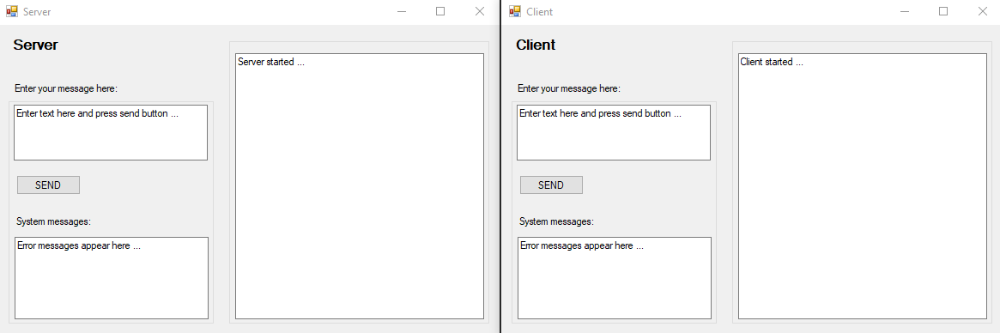 Server
Server
Enter your message here:
Enter text here and press send button ...
SEND
System messages:
Error messages appear here ...
Server started ...
Client
Client
Enter your message here:
Enter text here and press send button ...
SEND
System messages:
Error messages appear here ...
Client started ...